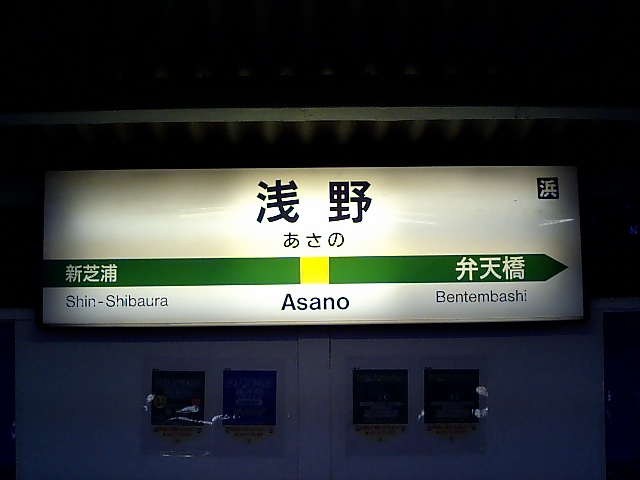 浅野
浜
あさの
新芝浦
弁天橋
Shin-Shibaura
Asano
Bentembashi